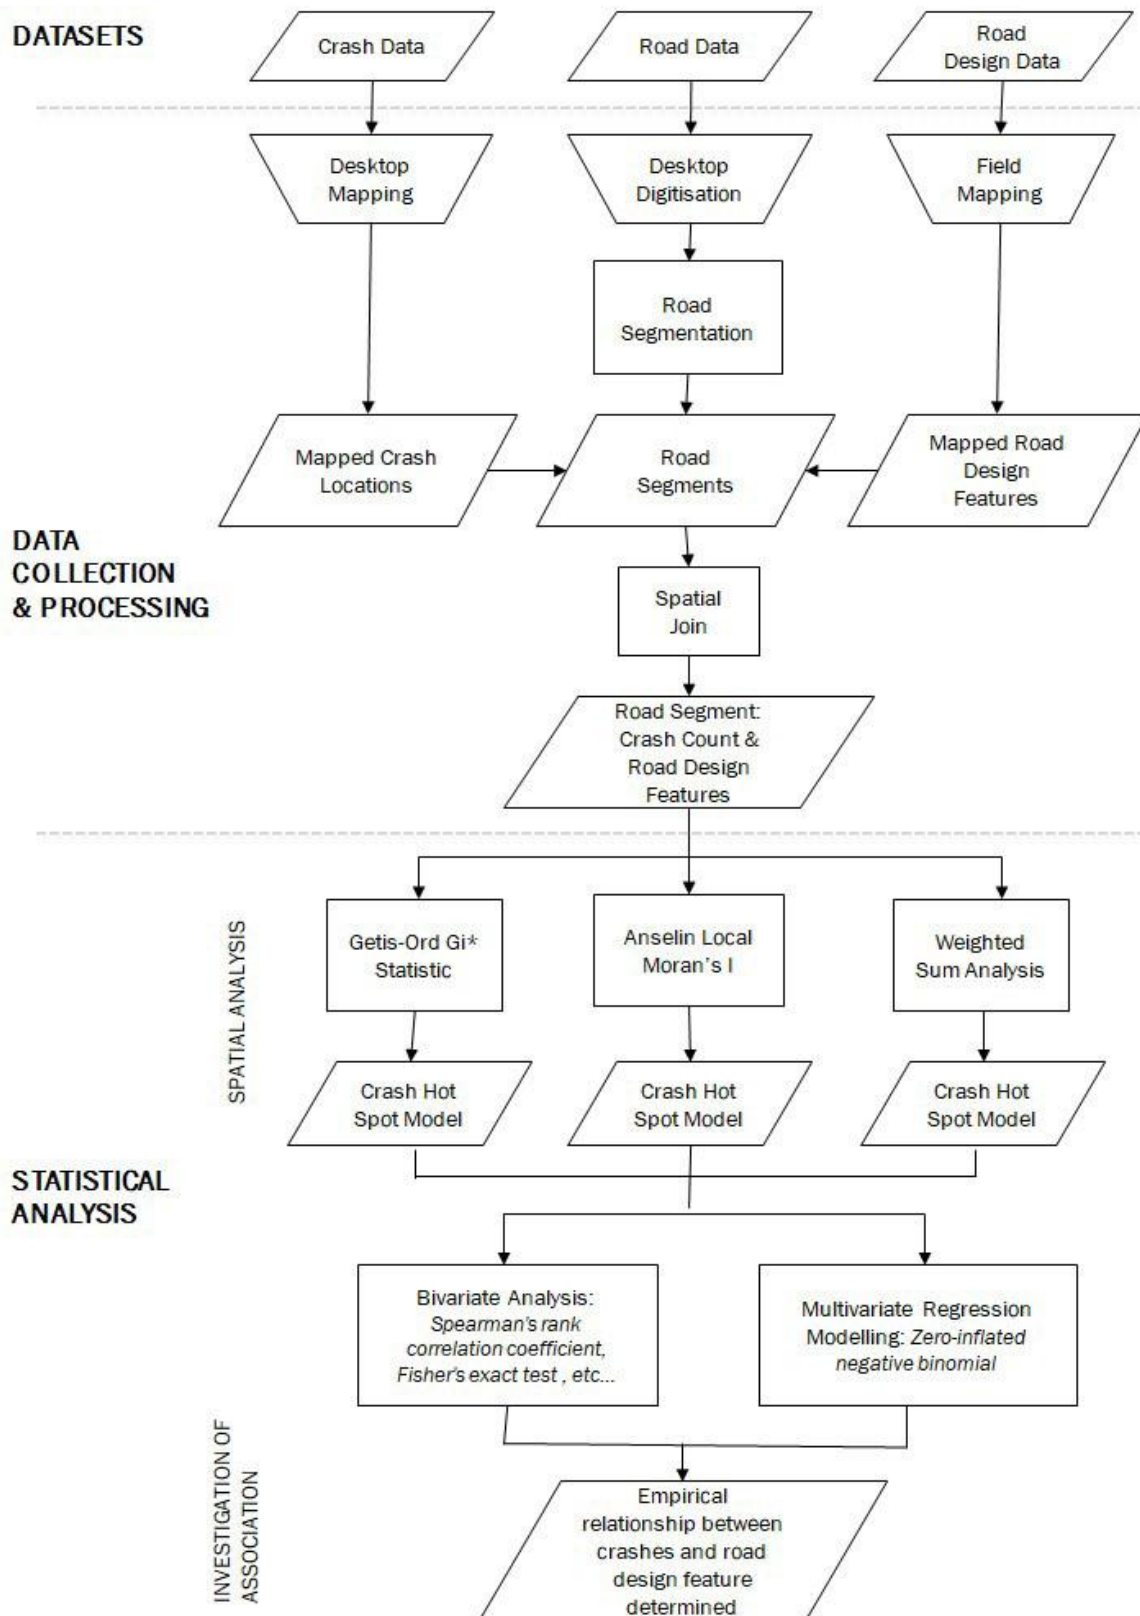 DATASETS
Crash Data
Road Data
Road
Design Data
Desktop
Mapping
Desktop
Digitisation
Field
Mapping
Road
Segmentation
Mapped Crash
Locations
Road
Segments
Mapped Road
Design
Features
DATA
COLLECTION
& PROCESSING
Spatial
Join
Road Segment:
Crash Count &
Road Design
Features
SPATIAL ANALYSIS
Getis-Ord Gi*
Statistic
Anselin Local
Moran's I
Weighted
Sum Analysis
Crash Hot
Spot Model
Crash Hot
Spot Model
Crash Hot
Spot Model
STATISTICAL
ANALYSIS
Bivariate Analysis:
Spearman's rank
correlation coefficient,
Fisher's exact test , etc...
Multivariate Regression
Modelling: Zero-inflated
negative binomial
INVESTIGATION OF
ASSOCIATION
Empirical
relationship between
crashes and road
design feature
determined